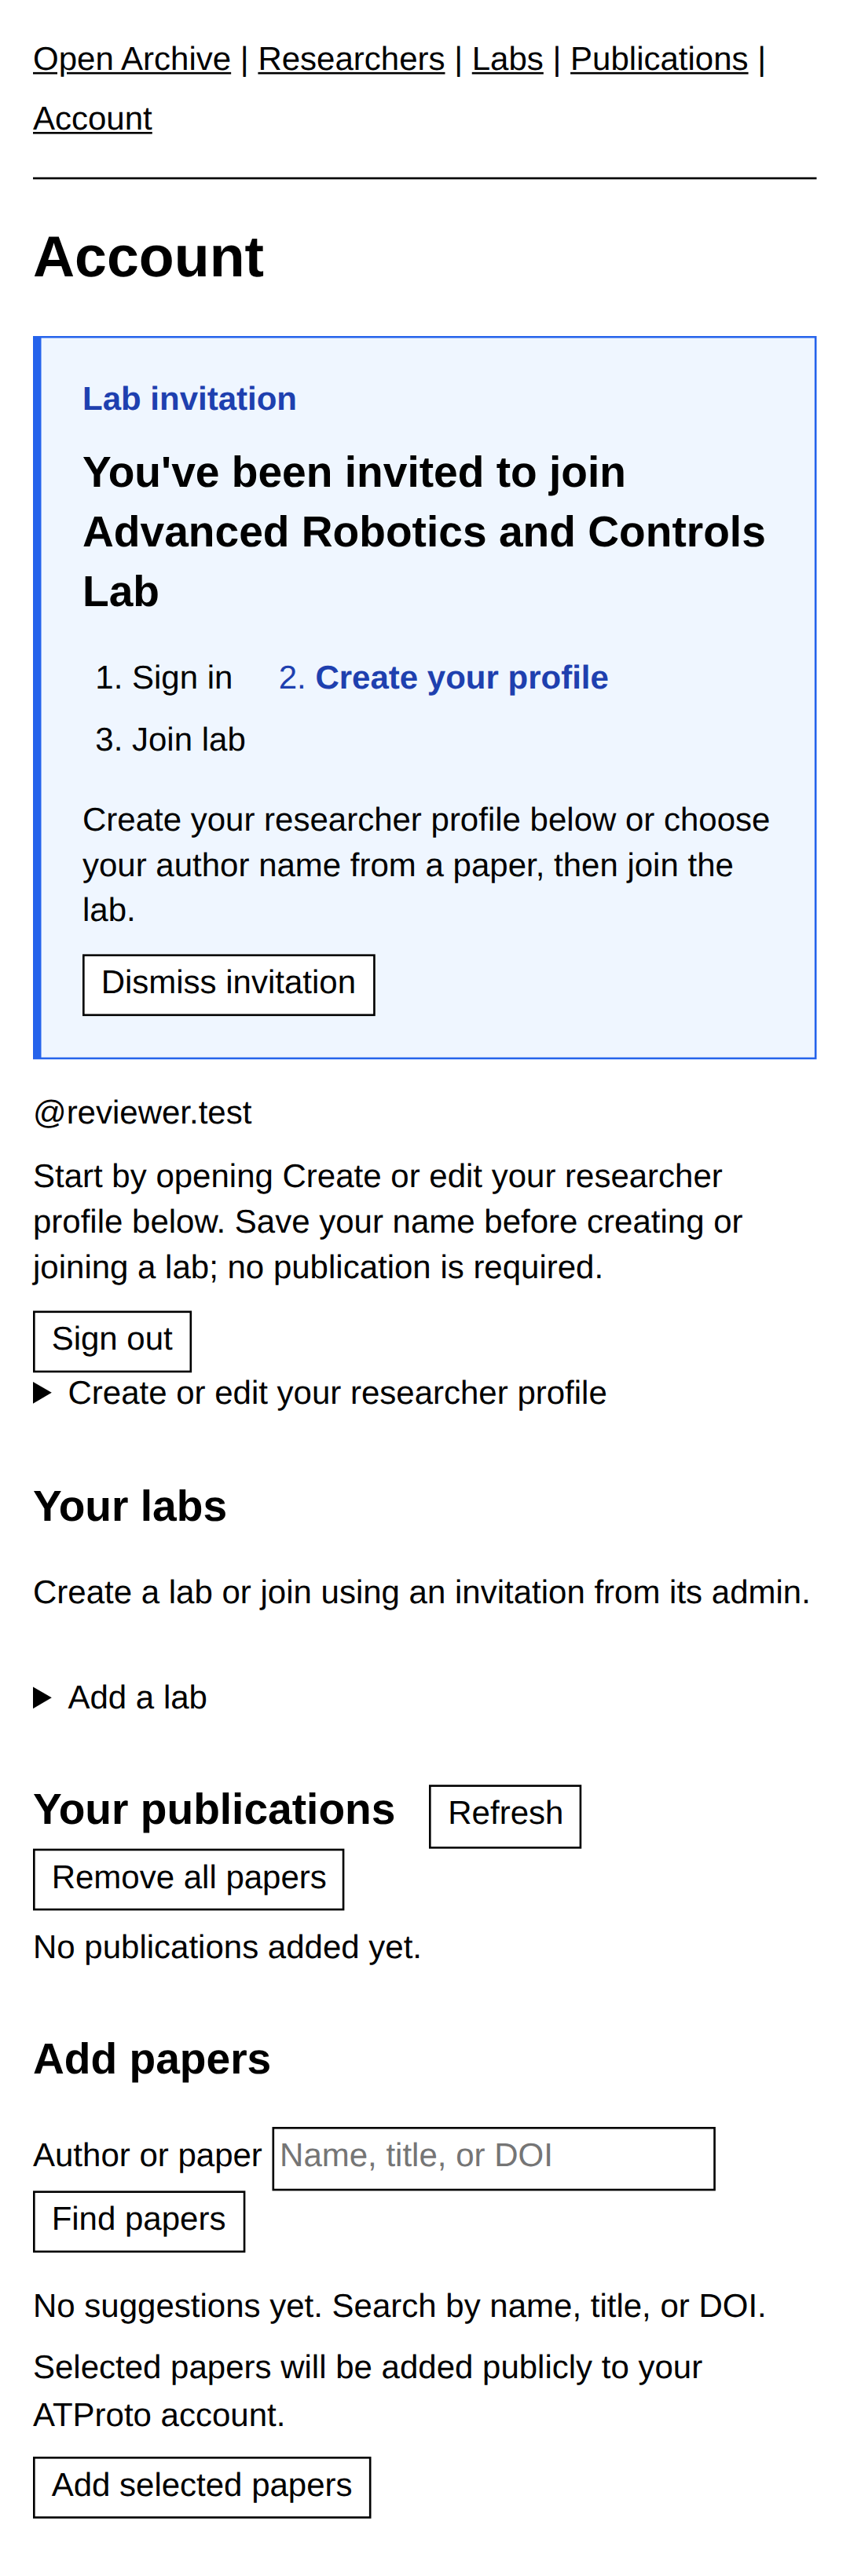 Open Archive | Researchers | Labs | Publications |
Account
Account
Lab invitation
You've been invited to join
Advanced Robotics and Controls
Lab
1. Sign in 2. Create your profile
3. Join lab
Create your researcher profile below or choose
your author name from a paper, then join the
lab.
Dismiss invitation
@reviewer.test
Start by opening Create or edit your researcher
profile below. Save your name before creating or
joining a lab; no publication is required.
Sign out
Create or edit your researcher profile
Your labs
Create a lab or join using an invitation from its admin.
Add a lab
Your publications Refresh
Remove all papers
No publications added yet.
Add papers
Author or paper Name, title, or DOI
Find papers
No suggestions yet. Search by name, title, or DOI.
Selected papers will be added publicly to your
ATProto account.
Add selected papers